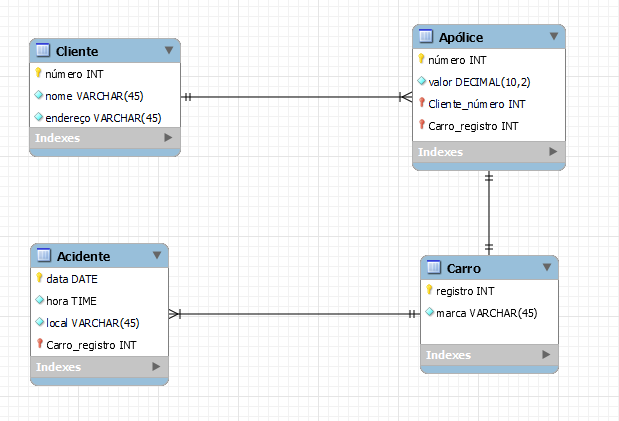 Cliente
número INT
nome VARCHAR(45)
endereço VARCHAR(45)
Indexes
Apólice
número INT
valor DECIMAL(10,2)
Cliente_número INT
Carro_registro INT
Indexes
Acidente
data DATE
hora TIME
local VARCHAR(45)
Carro_registro INT
Indexes
Carro
registro INT
marca VARCHAR(45)
Indexes